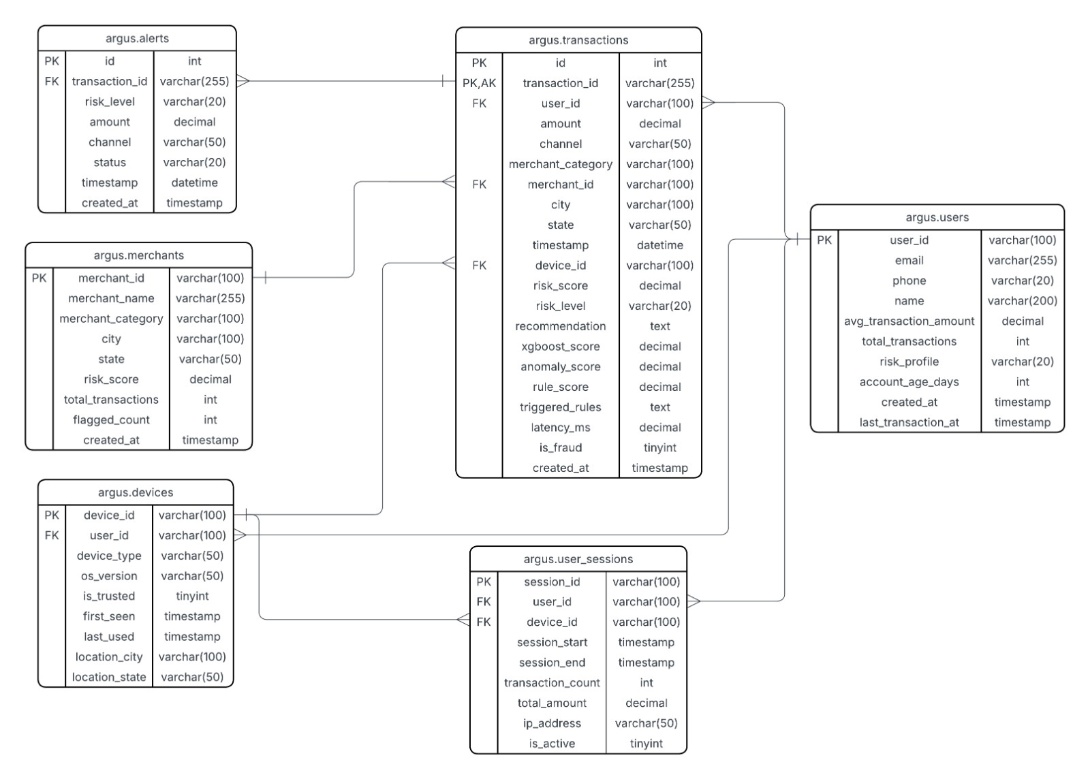 argus.alerts
PK id int
FK transaction_id varchar(255)
risk_level varchar(20)
amount decimal
channel varchar(50)
status varchar(20)
timestamp datetime
created_at timestamp
argus.merchants
PK merchant_id varchar(100)
merchant_name varchar(255)
merchant_category varchar(100)
city varchar(100)
state varchar(50)
risk_score decimal
total_transactions int
flagged_count int
created_at timestamp
argus.devices
PK device_id varchar(100)
FK user_id varchar(100)
device_type varchar(50)
os_version varchar(50)
is_trusted tinyint
first_seen timestamp
last_used timestamp
location_city varchar(100)
location_state varchar(50)
argus.transactions
PK id int
PK,AK transaction_id varchar(255)
FK user_id varchar(100)
amount decimal
channel varchar(50)
merchant_category varchar(100)
FK merchant_id varchar(100)
city varchar(100)
state varchar(50)
timestamp datetime
FK device_id varchar(100)
risk_score decimal
risk_level varchar(20)
recommendation text
xgboost_score decimal
anomaly_score decimal
rule_score decimal
triggered_rules text
latency_ms decimal
is_fraud tinyint
created_at timestamp
argus.user_sessions
PK session_id varchar(100)
FK user_id varchar(100)
FK device_id varchar(100)
session_start timestamp
session_end timestamp
transaction_count int
total_amount decimal
ip_address varchar(50)
is_active tinyint
argus.users
PK user_id varchar(100)
email varchar(255)
phone varchar(20)
name varchar(200)
avg_transaction_amount decimal
total_transactions int
risk_profile varchar(20)
account_age_days int
created_at timestamp
last_transaction_at timestamp